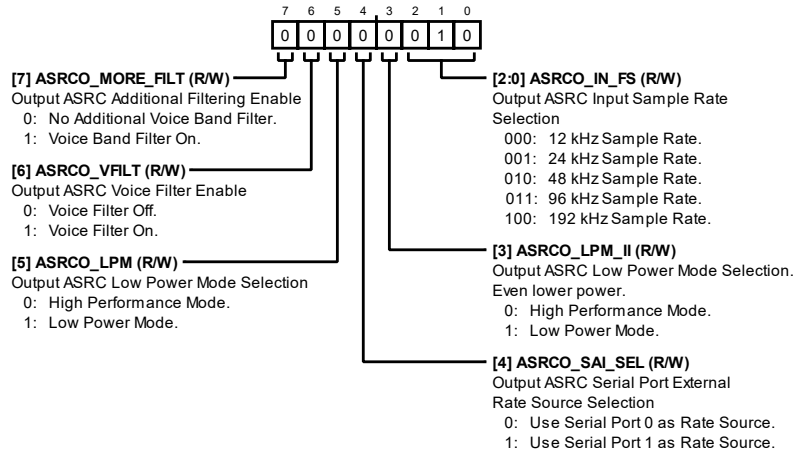 7 6 5 4 3 2 1 0
0 0 0 0 0 0 1 0
[7] ASRCO_MORE_FILT (R/W)
Output ASRC Additional Filtering Enable
0: No Additional Voice Band Filter.
1: Voice Band Filter On.
[6] ASRCO_VFILT (R/W)
Output ASRC Voice Filter Enable
0: Voice Filter Off.
1: Voice Filter On.
[5] ASRCO_LPM (R/W)
Output ASRC Low Power Mode Selection
0: High Performance Mode.
1: Low Power Mode.
[2:0] ASRCO_IN_FS (R/W)
Output ASRC Input Sample Rate
Selection
000: 12 kHz Sample Rate.
001: 24 kHz Sample Rate.
010: 48 kHz Sample Rate.
011: 96 kHz Sample Rate.
100: 192 kHz Sample Rate.
[3] ASRCO_LPM_II (R/W)
Output ASRC Low Power Mode Selection.
Even lower power.
0: High Performance Mode.
1: Low Power Mode.
[4] ASRCO_SAI_SEL (R/W)
Output ASRC Serial Port External
Rate Source Selection
0: Use Serial Port 0 as Rate Source.
1: Use Serial Port 1 as Rate Source.